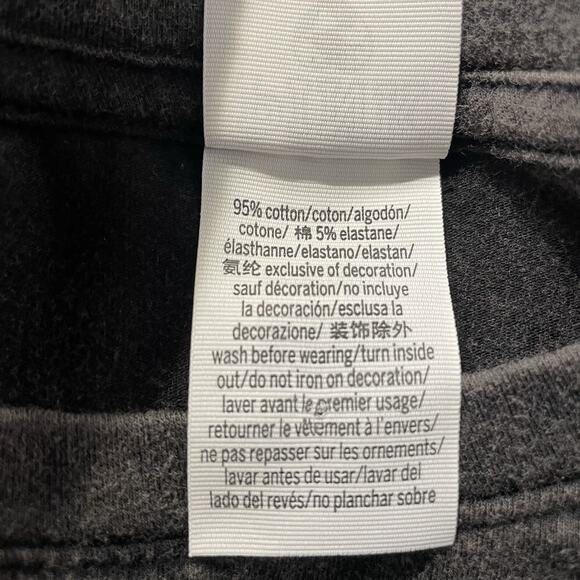 95% cotton/coton/algodón/
cotone/ 棉 5% elastane/
élasthanne/elastano/elastan/
氨纶 exclusive of decoration/
sauf décoration/no incluye
la decoración/esclusa la
decorazione/ 装饰除外
wash before wearing/turn inside
out/do not iron on decoration/
laver avant le premier usage/
retourner le vêtement à l'envers/
ne pas repasser sur les ornements/
lavar antes de usar/lavar del
lado del revés/no planchar sobre